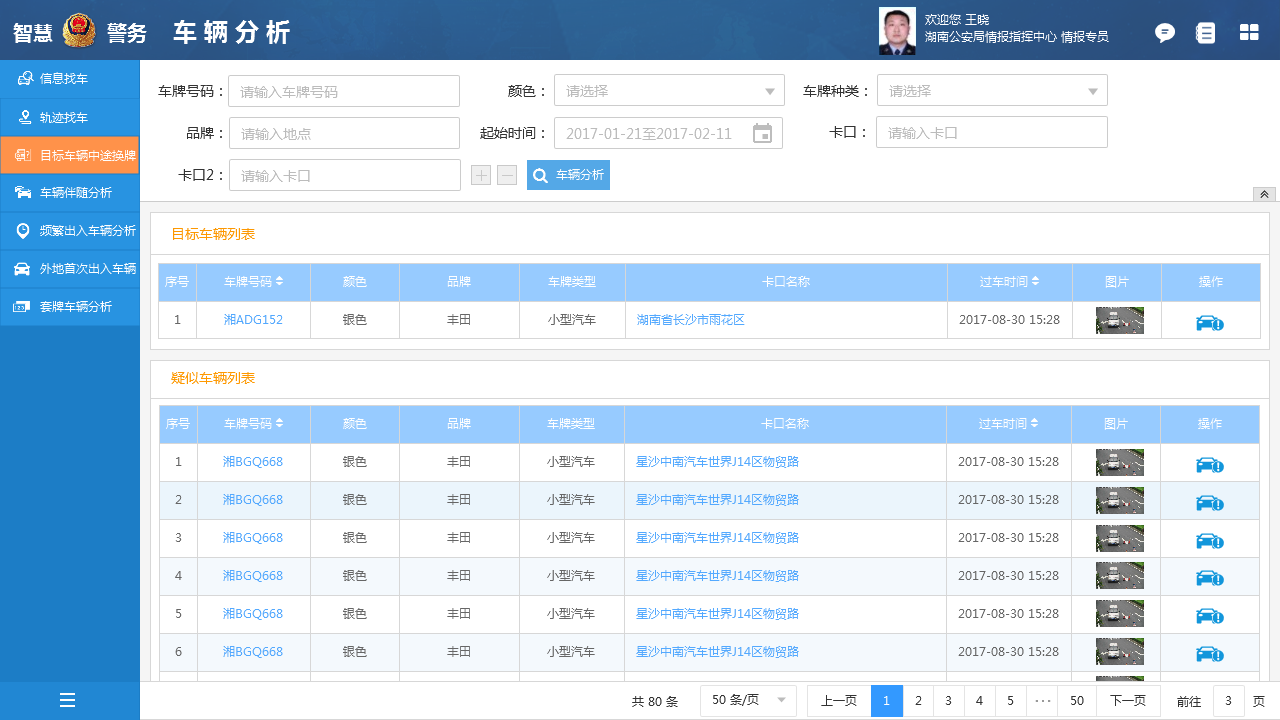 智慧 警务 车辆分析
欢迎您 王晓
湖南公安局情报指挥中心 情报专员
信息找车
轨迹找车
目标车辆中途换牌
车辆伴随分析
频繁出入车辆分析
外地首次出入车辆
套牌车辆分析
车牌号码： 请输入车牌号码 颜色： 请选择 车牌种类： 请选择
品牌： 请输入地点 起始时间： 2017-01-21至2017-02-11 卡口： 请输入卡口
卡口2： 请输入卡口 车辆分析
目标车辆列表
序号 车牌号码 颜色 品牌 车牌类型 卡口名称 过车时间 图片 操作
1 湘ADG152 银色 丰田 小型汽车 湖南省长沙市雨花区 2017-08-30 15:28
疑似车辆列表
序号 车牌号码 颜色 品牌 车牌类型 卡口名称 过车时间 图片 操作
1 湘BGQ668 银色 丰田 小型汽车 星沙中南汽车世界J14区物贸路 2017-08-30 15:28
2 湘BGQ668 银色 丰田 小型汽车 星沙中南汽车世界J14区物贸路 2017-08-30 15:28
3 湘BGQ668 银色 丰田 小型汽车 星沙中南汽车世界J14区物贸路 2017-08-30 15:28
4 湘BGQ668 银色 丰田 小型汽车 星沙中南汽车世界J14区物贸路 2017-08-30 15:28
5 湘BGQ668 银色 丰田 小型汽车 星沙中南汽车世界J14区物贸路 2017-08-30 15:28
6 湘BGQ668 银色 丰田 小型汽车 星沙中南汽车世界J14区物贸路 2017-08-30 15:28
共 80 条 50 条/页 上一页 1 2 3 4 5 ··· 50 下一页 前往 3 页